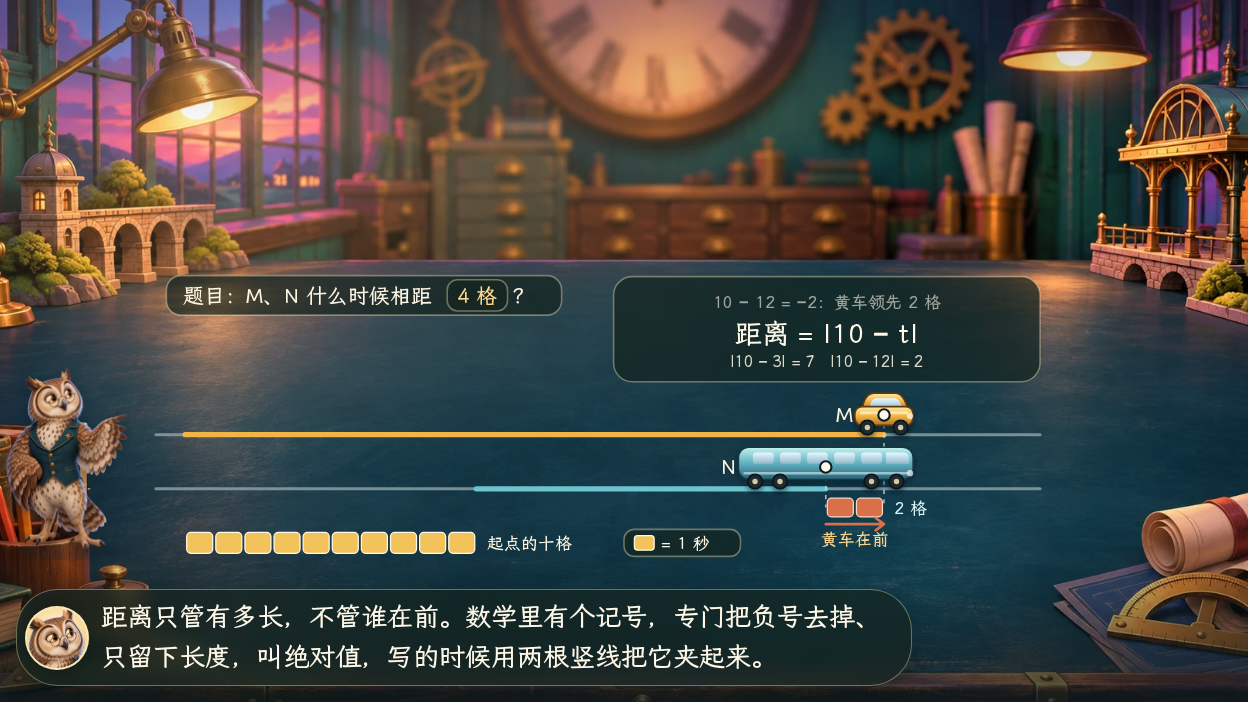 题目：M、N 什么时候相距 4 格？
10 − 12 = −2：黄车领先 2 格
距离 = |10 − t|
|10 − 3| = 7 |10 − 12| = 2
M
N
2 格
黄车在前
起点的十格
= 1 秒
距离只管有多长，不管谁在前。数学里有个记号，专门把负号去掉、
只留下长度，叫绝对值，写的时候用两根竖线把它夹起来。